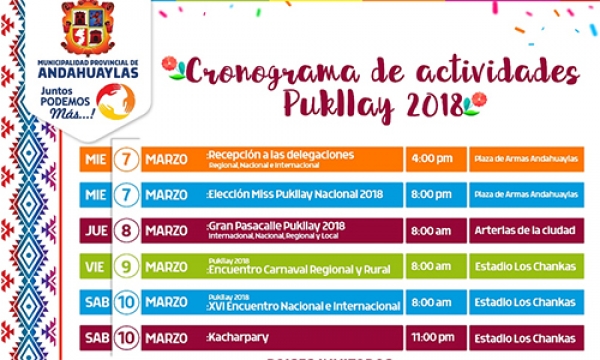 MUNICIPALIDAD PROVINCIAL DE
ANDAHUAYLAS
Juntos
PODEMOS
Más...!
Cronograma de actividades
Pukllay 2018
MIE 7 MARZO :Recepción a las delegaciones 4:00 pm Plaza de Armas Andahuaylas
Regional, Nacional e Internacional
MIE 7 MARZO :Elección Miss Pukllay Nacional 2018 8:00 pm Plaza de Armas Andahuaylas
JUE 8 MARZO :Gran Pasacalle Pukllay 2018 8:00 am Arterias de la ciudad
Internacional, Nacional, Regional y Local
Pukllay 2018
VIE 9 MARZO :Encuentro Carnaval Regional y Rural 8:00 am Estadio Los Chankas
Pukllay 2018
SAB 10 MARZO :XVI Encuentro Nacional e Internacional 8:00 am Estadio Los Chankas
SAB 10 MARZO :Kacharpary 11:00 pm Estadio Los Chankas